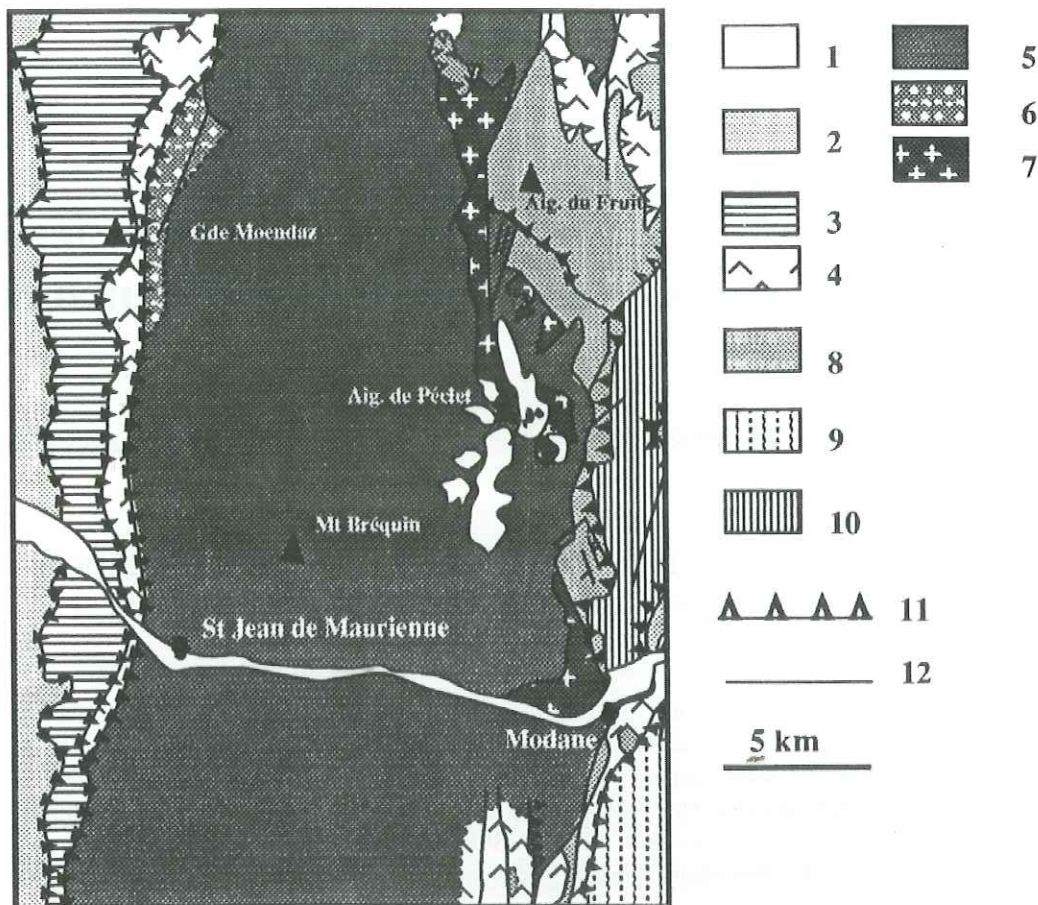 Aig. du Fruit
Gde Moendaz
Aig. de Péclet
Mt Bréquin
St Jean de Maurienne
Modane
1
2
3
4
8
9
10
11
12
5 km
5
6
7